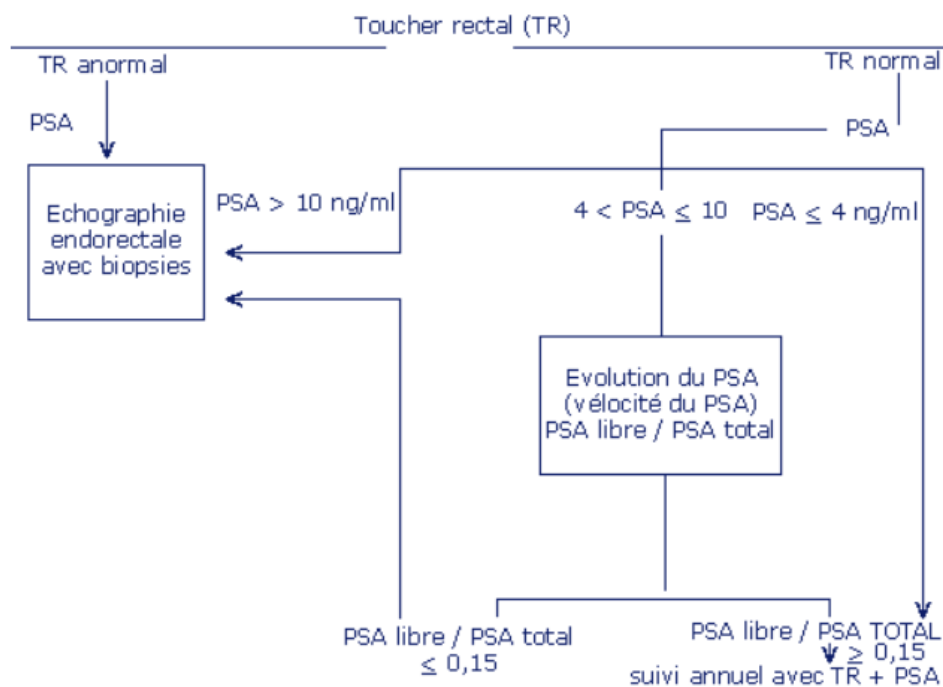 Toucher rectal (TR)
TR anormal
TR normal
PSA
PSA
Echographie
endorectale
avec biopsies
PSA > 10 ng/ml
4 < PSA ≤ 10
PSA ≤ 4 ng/ml
Evolution du PSA
(vélocité du PSA)
PSA libre / PSA total
PSA libre / PSA total
≤ 0,15
PSA libre / PSA TOTAL
≥ 0,15
suivi annuel avec TR + PSA